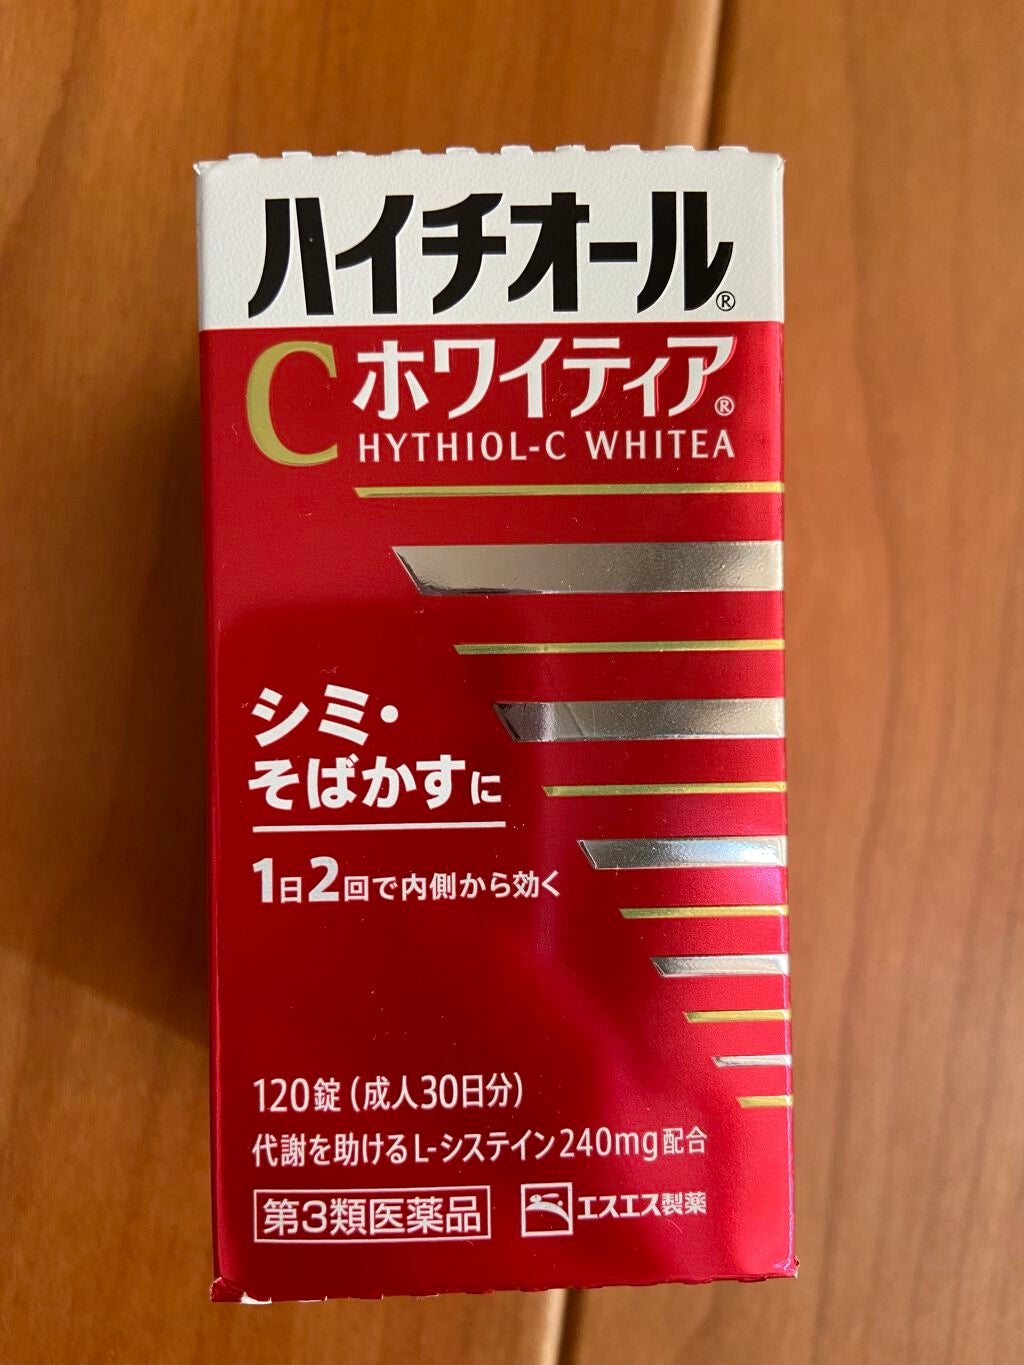 ハイチオール®
Cホワイティア®
HYTHIOL-C WHITEA
シミ・
そばかすに
1日2回で内側から効く
120錠(成人30日分)
代謝を助けるL-システイン240mg配合
第3類医薬品 エスエス製薬